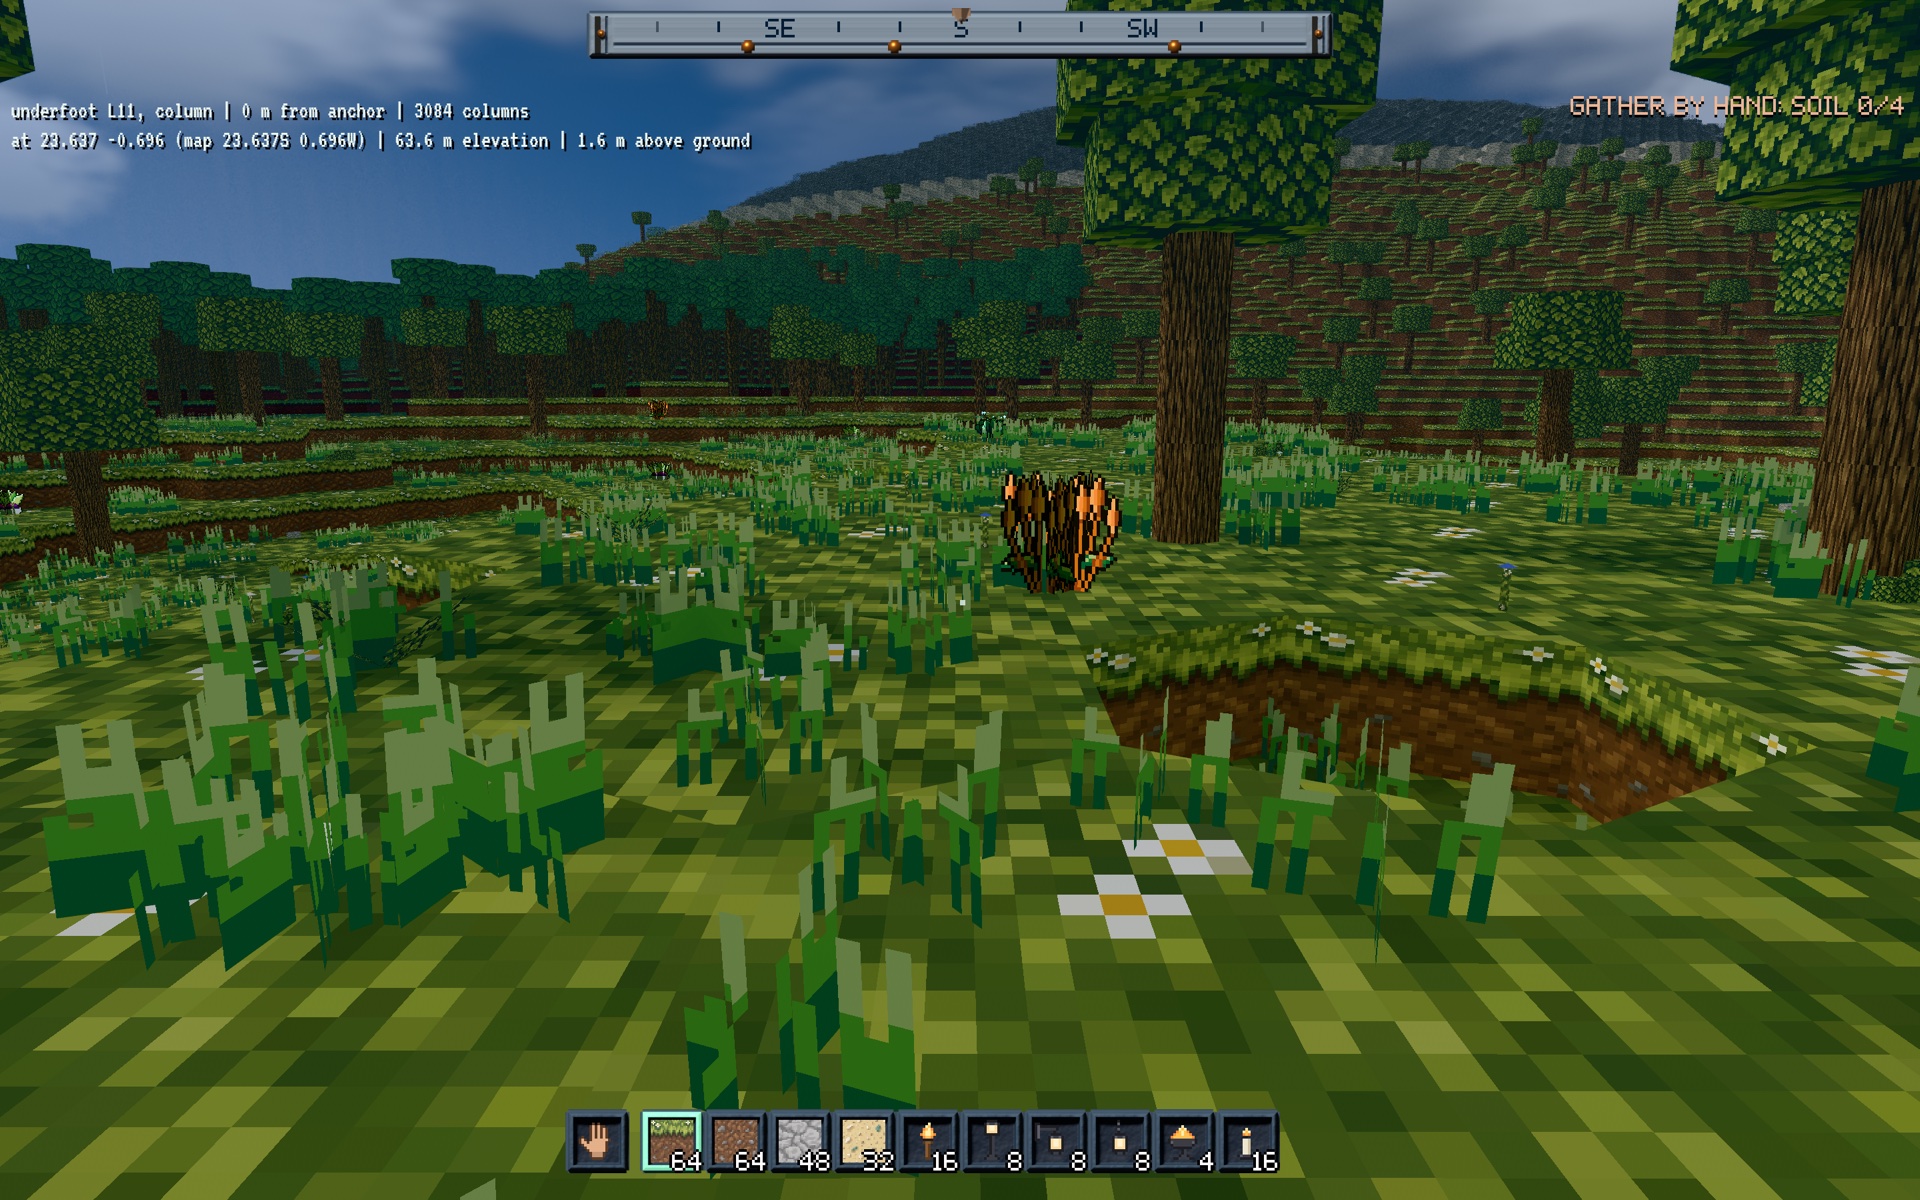 SE S SW
underfoot L11, column | 0 m from anchor | 3084 columns
at 23.637 -0.696 (map 23.637S 0.696W) | 63.6 m elevation | 1.6 m above ground
GATHER BY HAND: SOIL 0/4
64 64 48 32 16 8 8 8 4 16